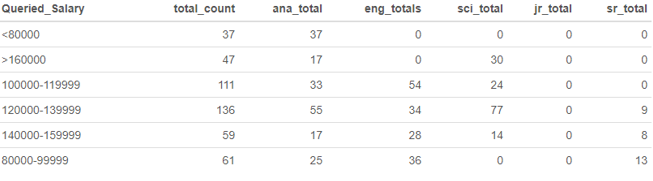 Queried_Salary total_count ana_total eng_totals sci_total jr_total sr_total
<80000 37 37 0 0 0 0
>160000 47 17 0 30 0 0
100000-119999 111 33 54 24 0 0
120000-139999 136 55 34 77 0 9
140000-159999 59 17 28 14 0 8
80000-99999 61 25 36 0 0 13